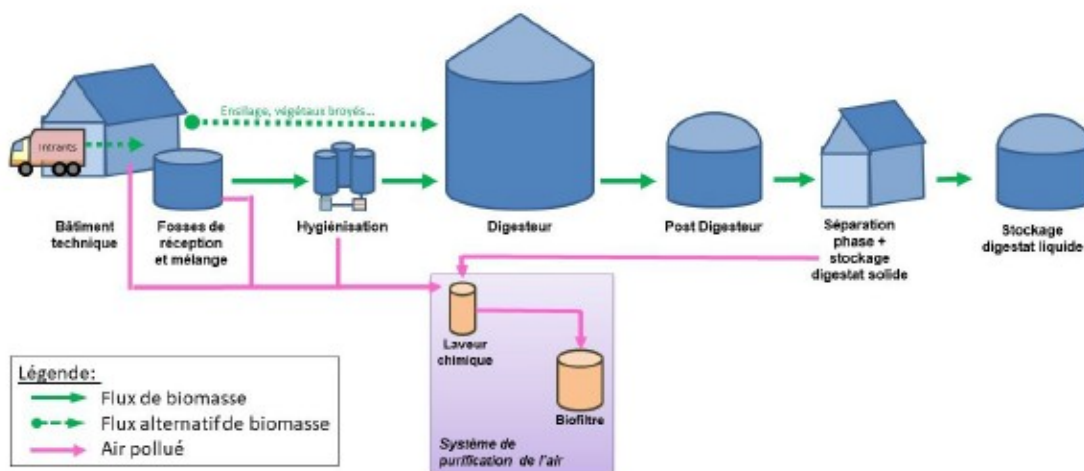 Ensilage, végétaux broyés...
Intrants
Bâtiment
technique
Fosses de
réception
et mélange
Hygiénisation
Digesteur
Post Digesteur
Séparation
phase +
stockage
digestat solide
Stockage
digestat liquide
Laveur
chimique
Biofiltre
Système de
purification de l'air
Légende:
Flux de biomasse
Flux alternatif de biomasse
Air pollué